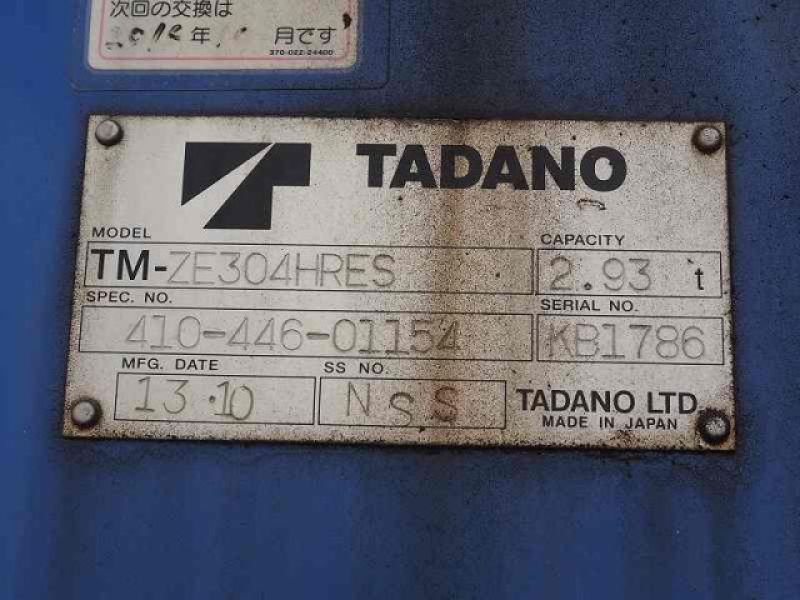 次回の交換は
年 月です
370-022-24400
TADANO
MODEL
TM-ZE304HRES
CAPACITY
2.93 t
SPEC. NO.
410-446-01154
SERIAL NO.
KB1786
MFG. DATE
13.10
SS NO.
NSS
TADANO LTD.
MADE IN JAPAN